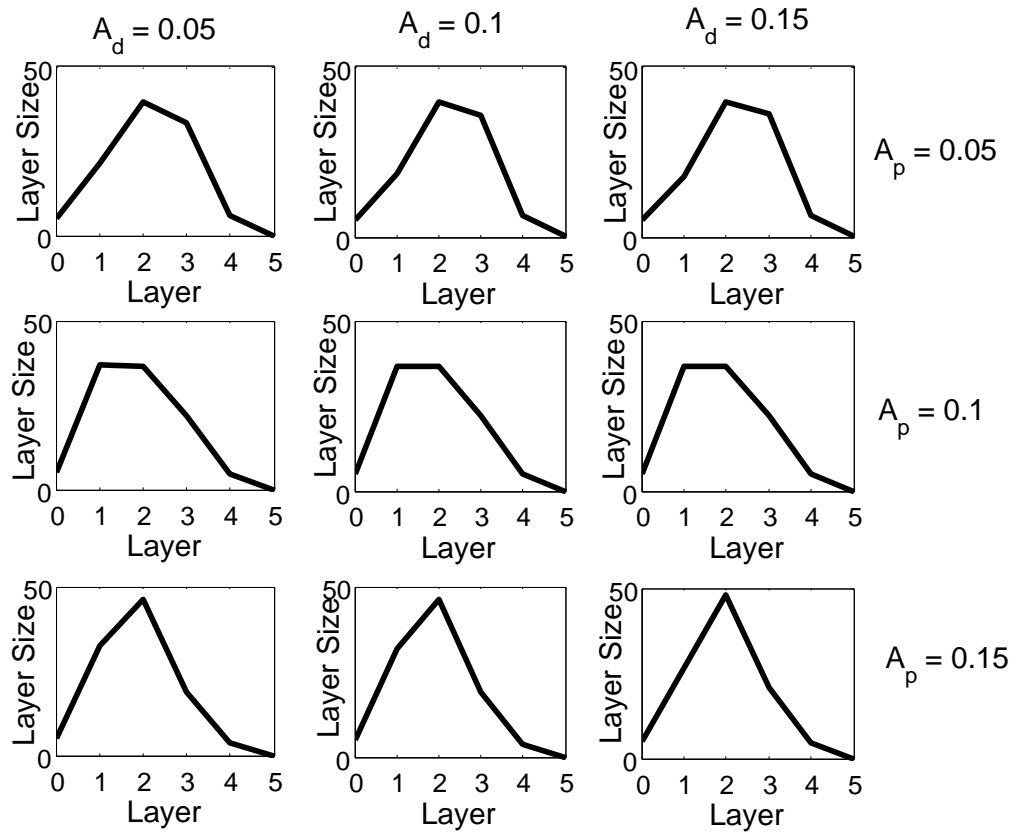 A_d = 0.05
A_d = 0.1
A_d = 0.15
50
Layer Size
0
0 1 2 3 4 5
Layer
50
Layer Size
0
0 1 2 3 4 5
Layer
50
Layer Size
0
0 1 2 3 4 5
Layer
A_p = 0.05
50
Layer Size
0
0 1 2 3 4 5
Layer
50
Layer Size
0
0 1 2 3 4 5
Layer
50
Layer Size
0
0 1 2 3 4 5
Layer
A_p = 0.1
50
Layer Size
0
0 1 2 3 4 5
Layer
50
Layer Size
0
0 1 2 3 4 5
Layer
50
Layer Size
0
0 1 2 3 4 5
Layer
A_p = 0.15